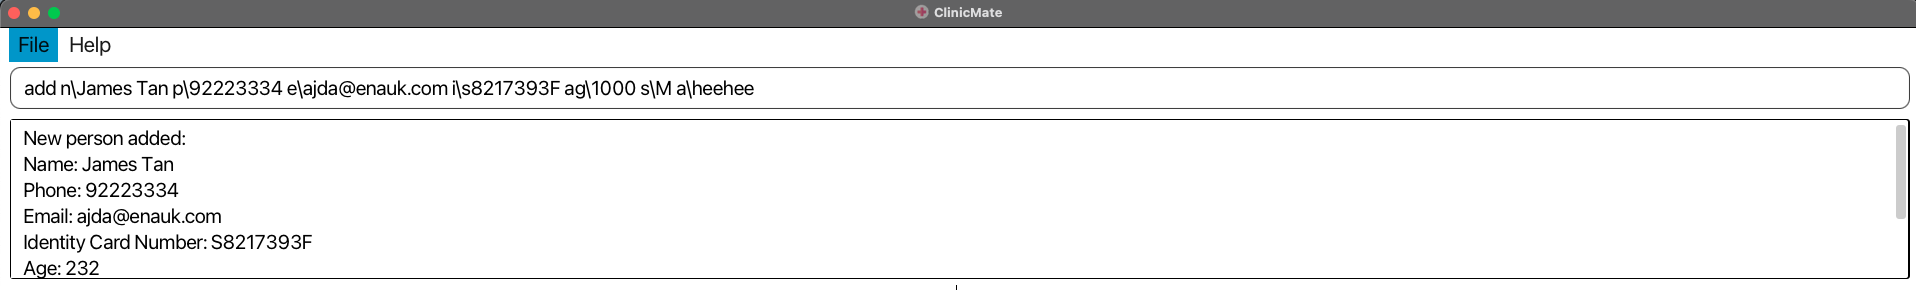 ClinicMate
File Help
add n\James Tan p\92223334 e\ajda@enauk.com i\s8217393F ag\1000 s\M a\heehee
New person added:
Name: James Tan
Phone: 92223334
Email: ajda@enauk.com
Identity Card Number: S8217393F
Age: 232